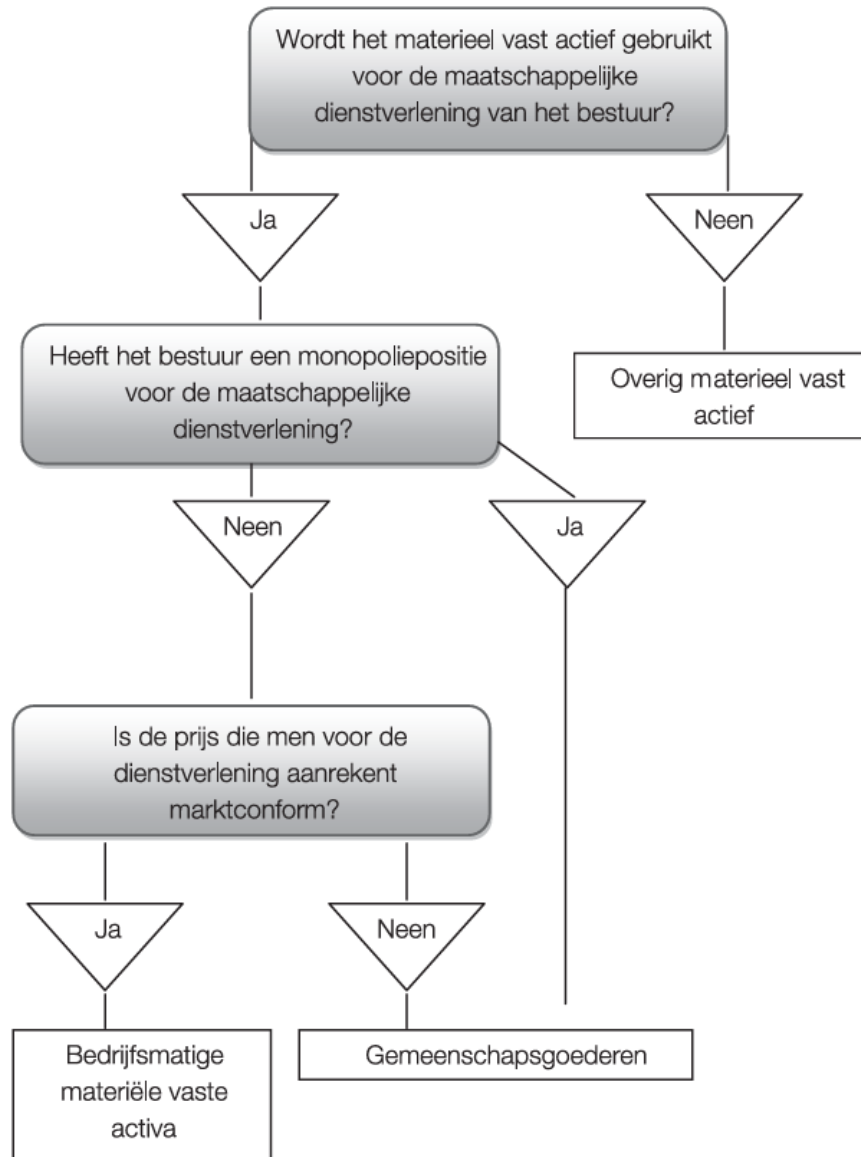 Wordt het materieel vast actief gebruikt
voor de maatschappelijke
dienstverlening van het bestuur?
Ja
Neen
Heeft het bestuur een monopoliepositie
voor de maatschappelijke
dienstverlening?
Overig materieel vast
actief
Neen
Ja
Is de prijs die men voor de
dienstverlening aanrekent
marktconform?
Ja
Neen
Bedrijfsmatige
materiële vaste
activa
Gemeenschapsgoederen